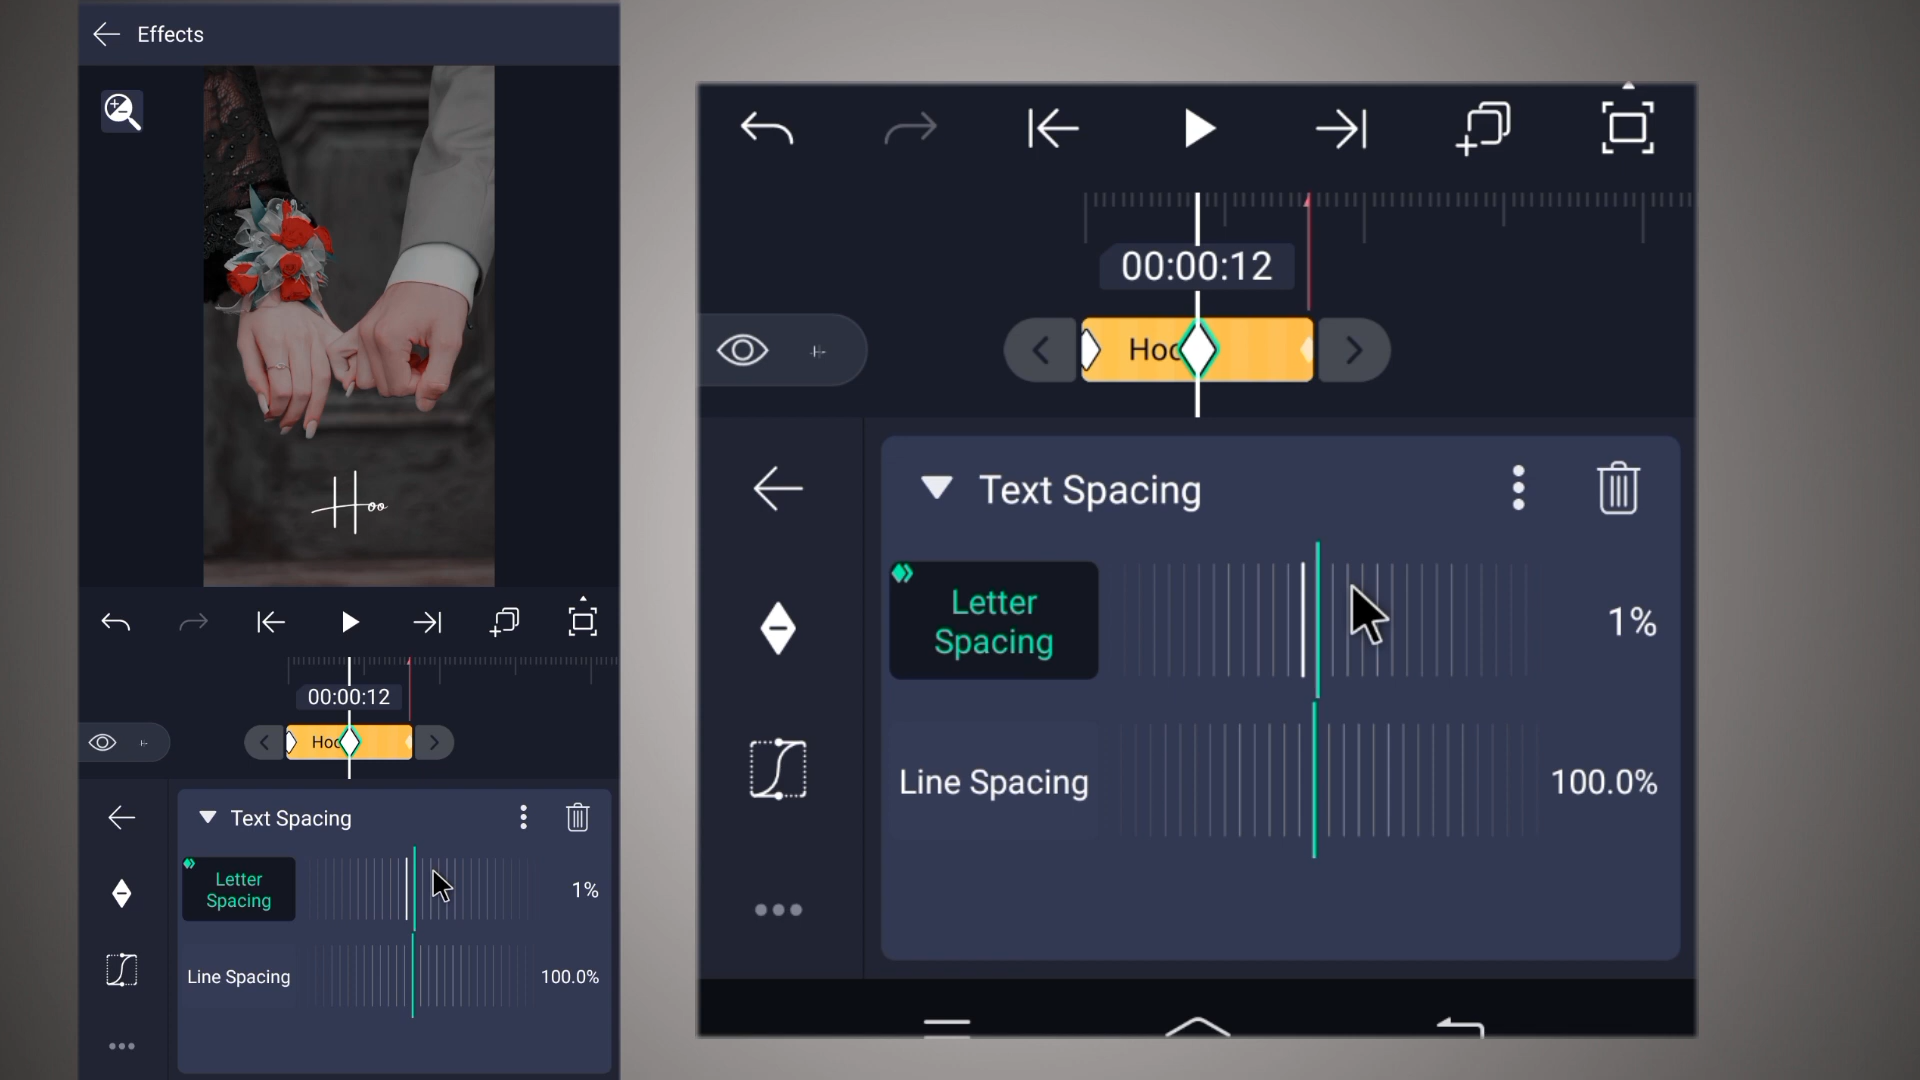 Effects
Hoo
00:00:12
Hoo
Text Spacing
Letter
Spacing
1%
Line Spacing
100.0%
00:00:12
Hoo
Text Spacing
Letter
Spacing
1%
Line Spacing
100.0%